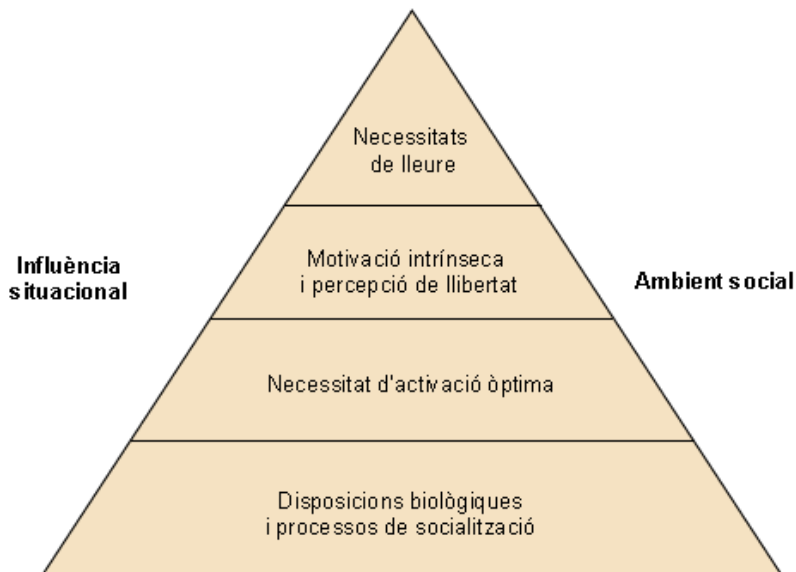 Necessitats
de lleure
Motivació intrínseca
i percepció de llibertat
Influència
situacional
Ambient social
Necessitat d'activació òptima
Disposicions biològiques
i processos de socialització